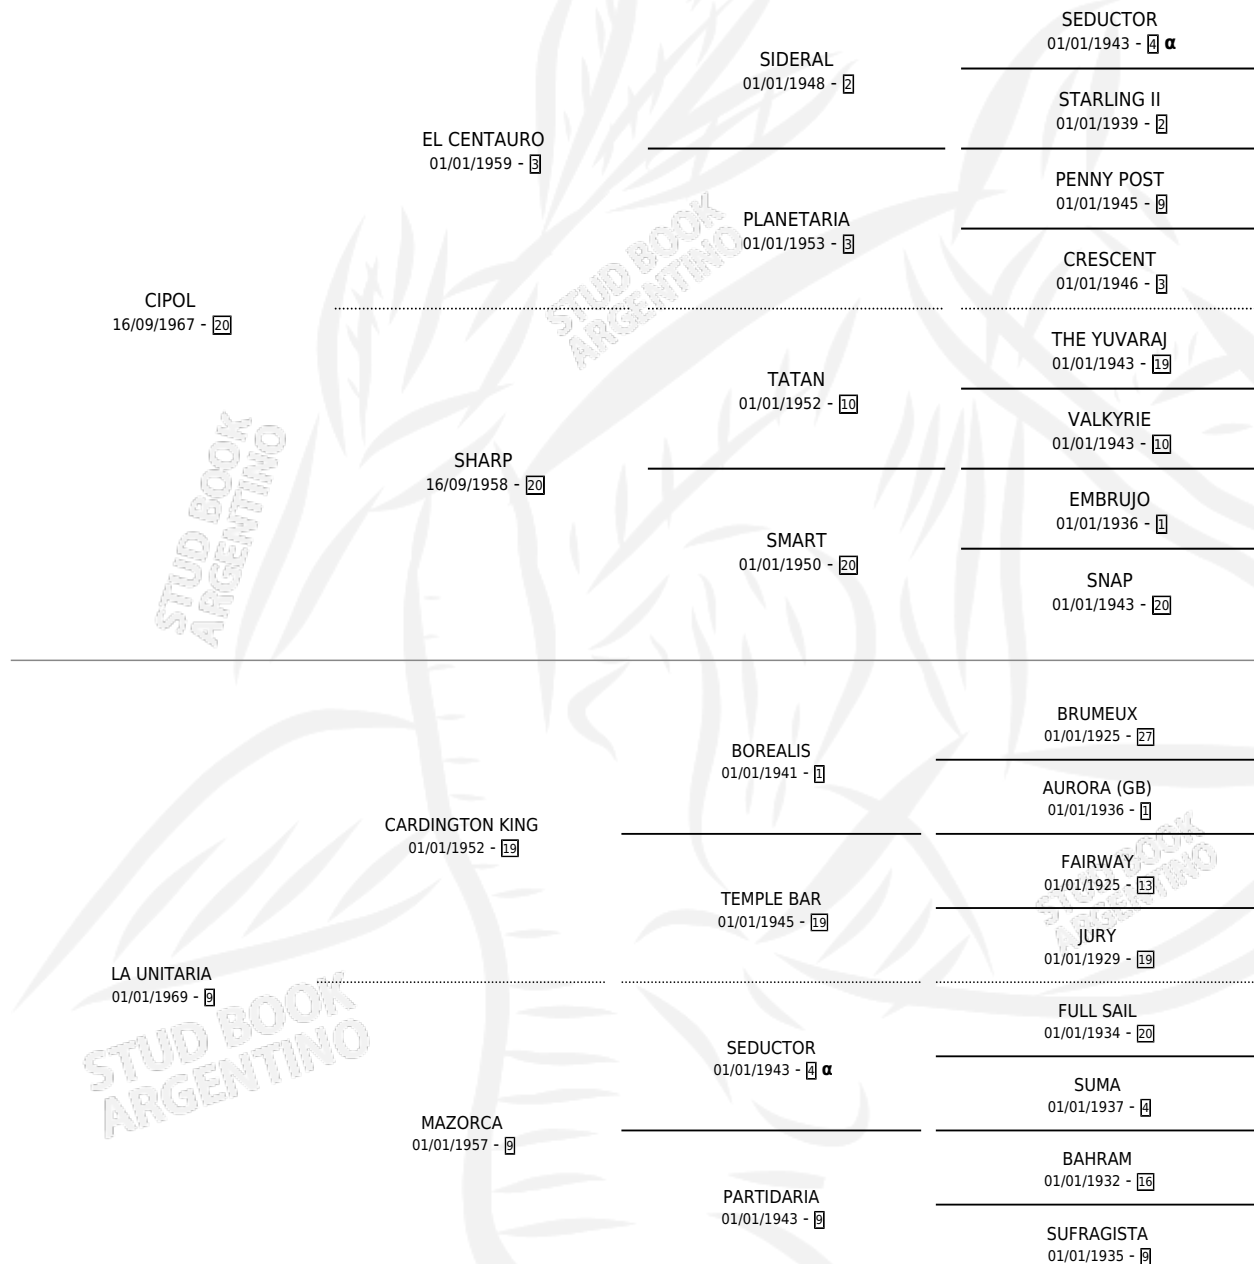 SEDUCTOR
01/01/1943 - 4 α
SIDERAL
01/01/1948 - 2
STARLING II
01/01/1939 - 2
EL CENTAURO
01/01/1959 - 3
PENNY POST
01/01/1945 - 9
PLANETARIA
01/01/1953 - 3
CRESCENT
01/01/1946 - 3
CIPOL
16/09/1967 - 20
THE YUVARAJ
01/01/1943 - 19
TATAN
01/01/1952 - 10
VALKYRIE
01/01/1943 - 10
SHARP
16/09/1958 - 20
EMBRUJO
01/01/1936 - 1
SMART
01/01/1950 - 20
SNAP
01/01/1943 - 20
BRUMEUX
01/01/1925 - 27
BOREALIS
01/01/1941 - 1
AURORA (GB)
01/01/1936 - 1
CARDINGTON KING
01/01/1952 - 19
FAIRWAY
01/01/1925 - 13
TEMPLE BAR
01/01/1945 - 19
JURY
01/01/1929 - 19
LA UNITARIA
01/01/1969 - 9
FULL SAIL
01/01/1934 - 20
SEDUCTOR
01/01/1943 - 4 α
SUMA
01/01/1937 - 4
MAZORCA
01/01/1957 - 9
BAHRAM
01/01/1932 - 16
PARTIDARIA
01/01/1943 - 9
SUFRAGISTA
01/01/1935 - 9
STUD BOOK
ARGENTINO
STUD BOOK
ARGENTINO
STUD BOOK
ARGENTINO
STUD BOOK
ARGENTINO